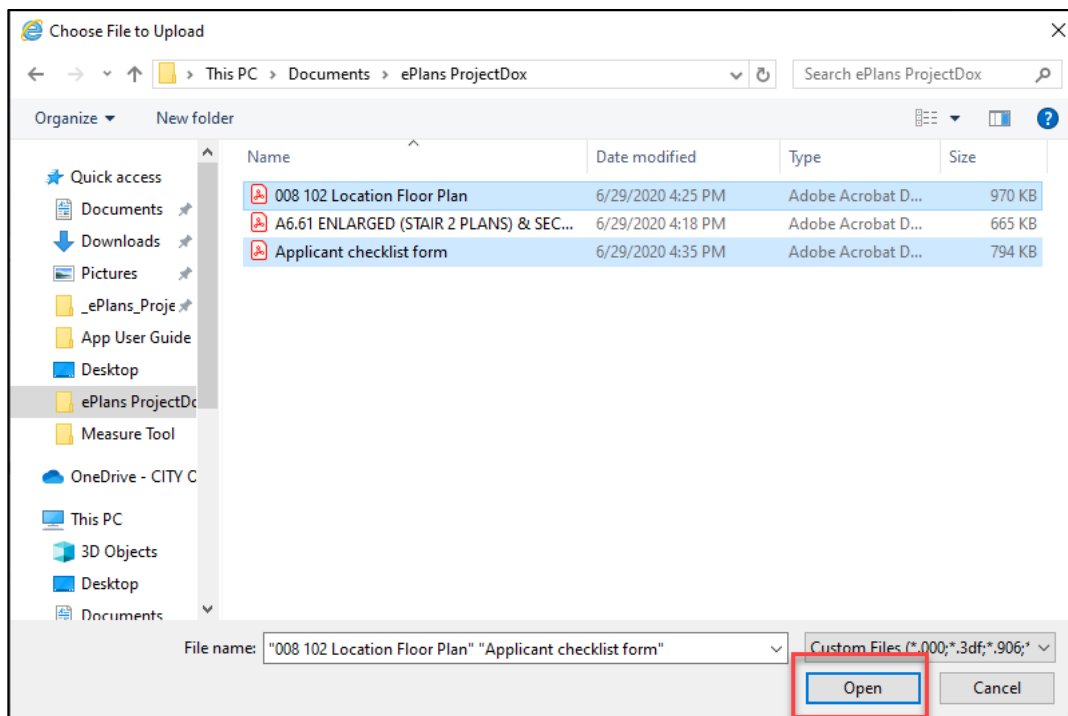 Choose File to Upload
This PC > Documents > ePlans ProjectDox
Search ePlans ProjectDox
Organize New folder
Name Date modified Type Size
Quick access
Documents
Downloads
Pictures
_ePlans_Proje
App User Guide
Desktop
ePlans ProjectDo
Measure Tool
OneDrive - CITY O
This PC
3D Objects
Desktop
Documents
008 102 Location Floor Plan 6/29/2020 4:25 PM Adobe Acrobat D... 970 KB
A6.61 ENLARGED (STAIR 2 PLANS) & SEC... 6/29/2020 4:18 PM Adobe Acrobat D... 665 KB
Applicant checklist form 6/29/2020 4:35 PM Adobe Acrobat D... 794 KB
File name: "008 102 Location Floor Plan" "Applicant checklist form" Custom Files (*.000;*.3df;*.906;*
Open Cancel